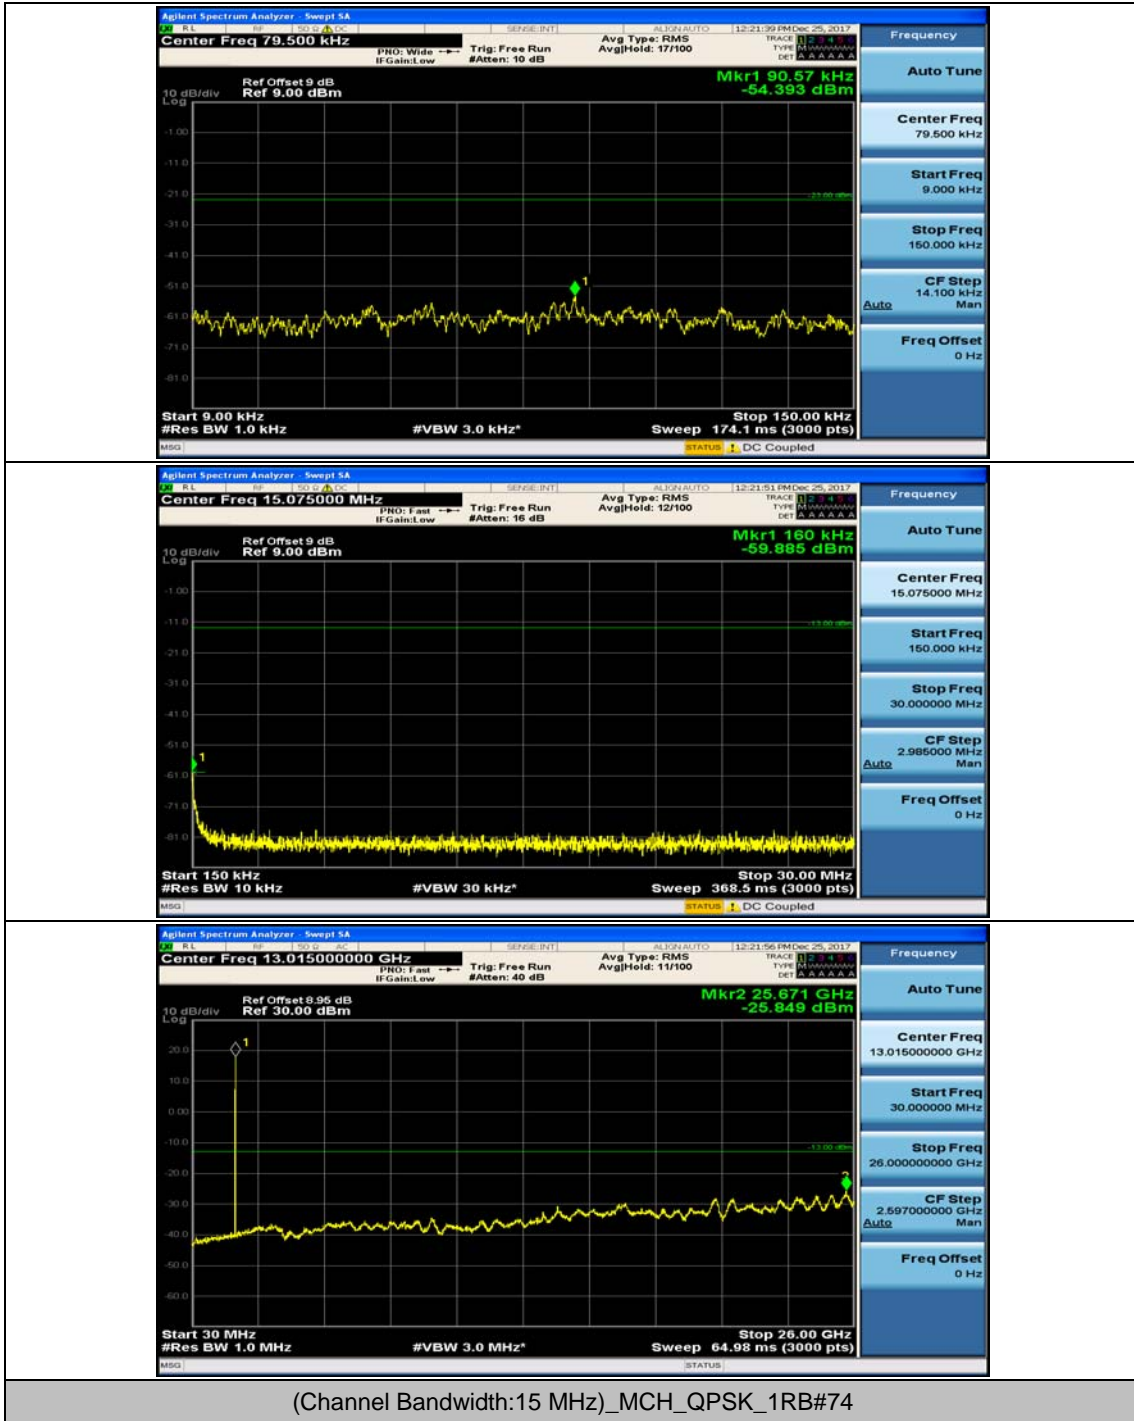 Agilent Spectrum Analyzer - Swept SA
RL RF 50 Ω DC SENSE:INT ALIGN AUTO 12:21:39 PM Dec 25, 2017
Center Freq 79.500 kHz
PNO: Wide Trig: Free Run Avg Type: RMS TRACE 1 2 3 4 5 6
IFGain:Low #Atten: 10 dB Avg|Hold: 17/100 TYPE M
DET A A A A A A
Frequency
Auto Tune
Ref Offset 9 dB
10 dB/div Ref 9.00 dBm
Log
Mkr1 90.57 kHz
-54.393 dBm
-1.00
-11.0
-21.0
-21.00 dBm
-31.0
-41.0
-51.0
-61.0
-71.0
-81.0
1
Start 9.00 kHz Stop 150.00 kHz
#Res BW 1.0 kHz #VBW 3.0 kHz* Sweep 174.1 ms (3000 pts)
Center Freq
79.500 kHz
Start Freq
9.000 kHz
Stop Freq
150.000 kHz
CF Step
14.100 kHz
Auto Man
Freq Offset
0 Hz
MSG STATUS DC Coupled
Agilent Spectrum Analyzer - Swept SA
RL RF 50 Ω DC SENSE:INT ALIGN AUTO 12:21:51 PM Dec 25, 2017
Center Freq 15.075000 MHz
PNO: Fast Trig: Free Run Avg Type: RMS TRACE 1 2 3 4 5 6
IFGain:Low #Atten: 16 dB Avg|Hold: 12/100 TYPE M
DET A A A A A A
Frequency
Auto Tune
Ref Offset 9 dB
10 dB/div Ref 9.00 dBm
Log
Mkr1 160 kHz
-59.885 dBm
-1.00
-11.0
-13.00 dBm
-21.0
-31.0
-41.0
-51.0
-61.0
-71.0
-81.0
1
Start 150 kHz Stop 30.00 MHz
#Res BW 10 kHz #VBW 30 kHz* Sweep 368.5 ms (3000 pts)
Center Freq
15.075000 MHz
Start Freq
150.000 kHz
Stop Freq
30.000000 MHz
CF Step
2.985000 MHz
Auto Man
Freq Offset
0 Hz
MSG STATUS DC Coupled
Agilent Spectrum Analyzer - Swept SA
RL RF 50 Ω AC SENSE:INT ALIGN AUTO 12:21:56 PM Dec 25, 2017
Center Freq 13.015000000 GHz
PNO: Fast Trig: Free Run Avg Type: RMS TRACE 1 2 3 4 5 6
IFGain:Low #Atten: 40 dB Avg|Hold: 11/100 TYPE M
DET A A A A A A
Frequency
Auto Tune
Ref Offset 8.95 dB
10 dB/div Ref 30.00 dBm
Log
Mkr2 25.671 GHz
-25.849 dBm
20.0
10.0
0.00
-10.0
-13.00 dBm
-20.0
-30.0
-40.0
-50.0
-60.0
1
2
Start 30 MHz Stop 26.00 GHz
#Res BW 1.0 MHz #VBW 3.0 MHz* Sweep 64.98 ms (3000 pts)
Center Freq
13.015000000 GHz
Start Freq
30.000000 MHz
Stop Freq
26.000000000 GHz
CF Step
2.597000000 GHz
Auto Man
Freq Offset
0 Hz
MSG STATUS
(Channel Bandwidth:15 MHz)_MCH_QPSK_1RB#74